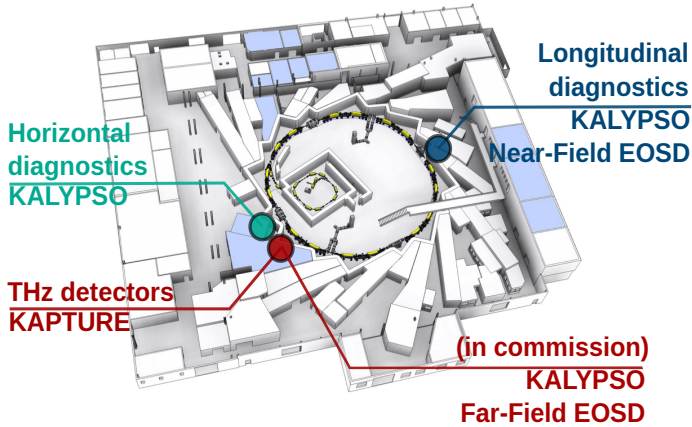 Longitudinal
diagnostics
KALYPSO
Near-Field EOSD
Horizontal
diagnostics
KALYPSO
THz detectors
KAPTURE
(in commission)
KALYPSO
Far-Field EOSD